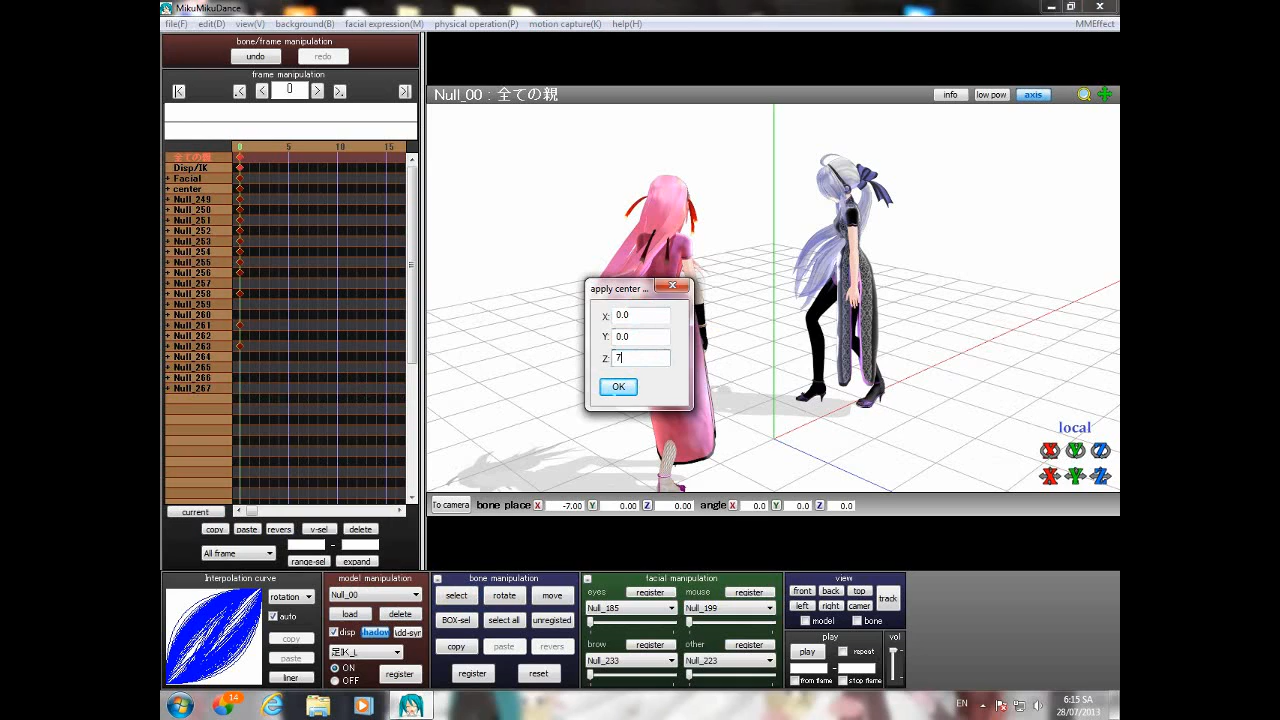 MikuMikuDance
file(F) edit(D) view(V) background(B) facial expression(M) physical operation(P) motion capture(K) help(H) MMEffect
bone/frame manipulation
undo redo
frame manipulation
0
Null_00 : 全ての親 info low pow axis
0 5 10 15
全ての親
Disp/IK
+ Facial
+ center
+ Null_249
+ Null_250
+ Null_251
+ Null_252
+ Null_253
+ Null_254
+ Null_255
+ Null_256
+ Null_257
+ Null_258
+ Null_259
+ Null_260
+ Null_261
+ Null_262
+ Null_263
+ Null_264
+ Null_265
+ Null_266
+ Null_267
apply center ...
X: 0.0
Y: 0.0
Z: 7
OK
local
X Y Z
X Y Z
To camera bone place X -7.00 Y 0.00 Z 0.00 angle X 0.0 Y 0.0 Z 0.0
current
copy paste revers v-sel delete
All frame -
range-sel expand
Interpolation curve
rotation
auto
copy
paste
liner
model manipulation
Null_00
load delete
disp hadow idd-syr
足IK_L
ON
OFF
register
bone manipulation
select rotate move
BOX-sel select all unregisted
copy paste revers
register reset
facial manipulation
eyes register mouse register
Null_185 Null_199
brow register other register
Null_233 Null_223
view
front back top
left right camer track
model bone
play
play repeat
-
from flame stop flame
vol
14
EN
6:15 SA
28/07/2013